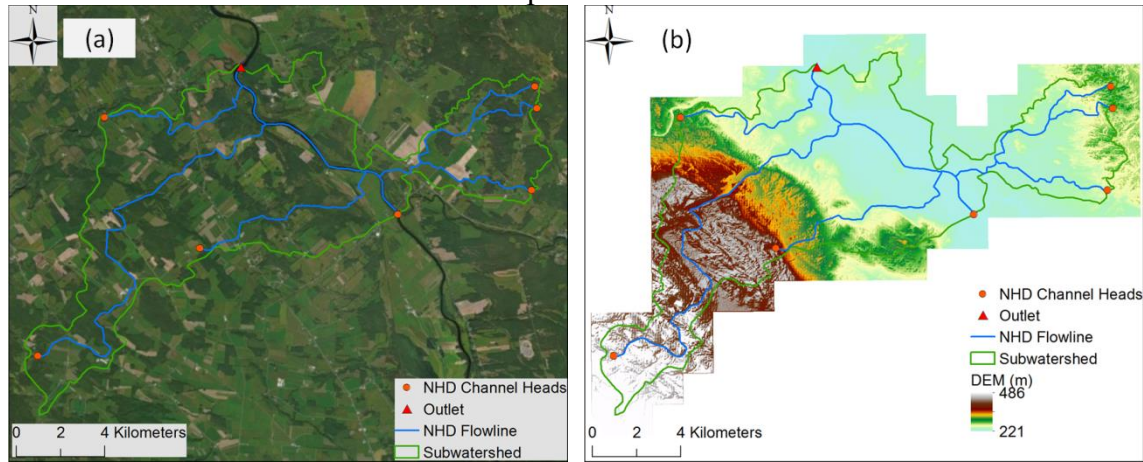 N
(a)
NHD Channel Heads
Outlet
NHD Flowline
Subwatershed
0 2 4 Kilometers
N
(b)
NHD Channel Heads
Outlet
NHD Flowline
Subwatershed
DEM (m)
486
221
0 2 4 Kilometers